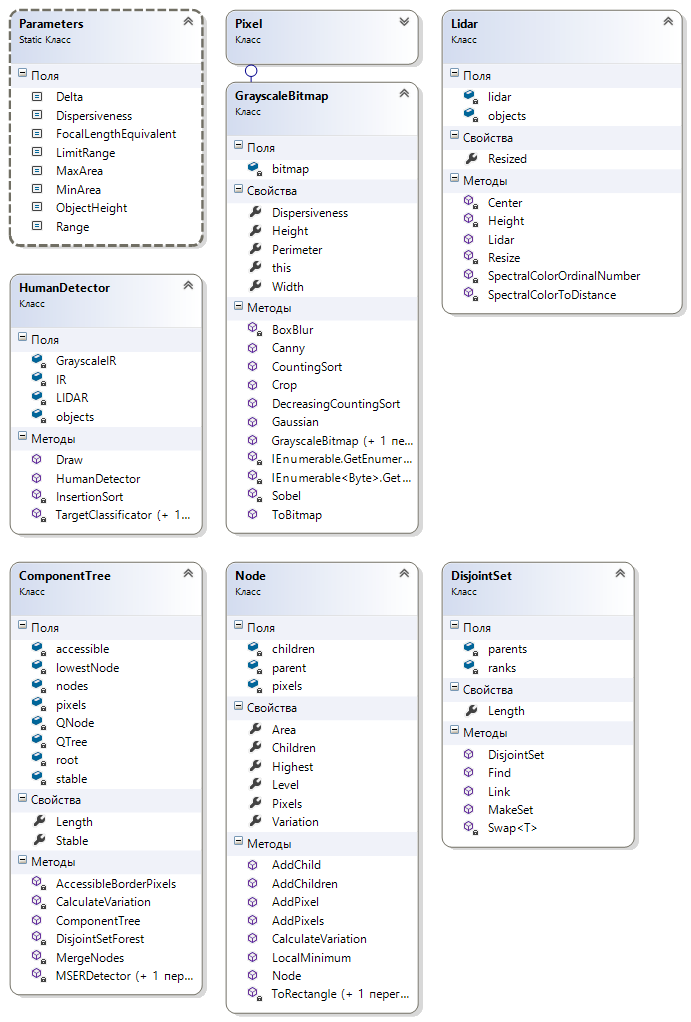 Parameters
Static Класс
Поля
Delta
Dispersiveness
FocalLengthEquivalent
LimitRange
MaxArea
MinArea
ObjectHeight
Range
Pixel
Класс
GrayscaleBitmap
Класс
Поля
bitmap
Свойства
Dispersiveness
Height
Perimeter
this
Width
Методы
BoxBlur
Canny
CountingSort
Crop
DecreasingCountingSort
Gaussian
GrayscaleBitmap (+ 1 пе...
IEnumerable.GetEnumer...
IEnumerable<Byte>.Get...
Sobel
ToBitmap
Lidar
Класс
Поля
lidar
objects
Свойства
Resized
Методы
Center
Height
Lidar
Resize
SpectralColorOrdinalNumber
SpectralColorToDistance
HumanDetector
Класс
Поля
GrayscaleIR
IR
LIDAR
objects
Методы
Draw
HumanDetector
InsertionSort
TargetClassificator (+ 1...
ComponentTree
Класс
Поля
accessible
lowestNode
nodes
pixels
QNode
QTree
root
stable
Свойства
Length
Stable
Методы
AccessibleBorderPixels
CalculateVariation
ComponentTree
DisjointSetForest
MergeNodes
MSERDetector (+ 1 пер...
Node
Класс
Поля
children
parent
pixels
Свойства
Area
Children
Highest
Level
Pixels
Variation
Методы
AddChild
AddChildren
AddPixel
AddPixels
CalculateVariation
LocalMinimum
Node
ToRectangle (+ 1 перег...
DisjointSet
Класс
Поля
parents
ranks
Свойства
Length
Методы
DisjointSet
Find
Link
MakeSet
Swap<T>